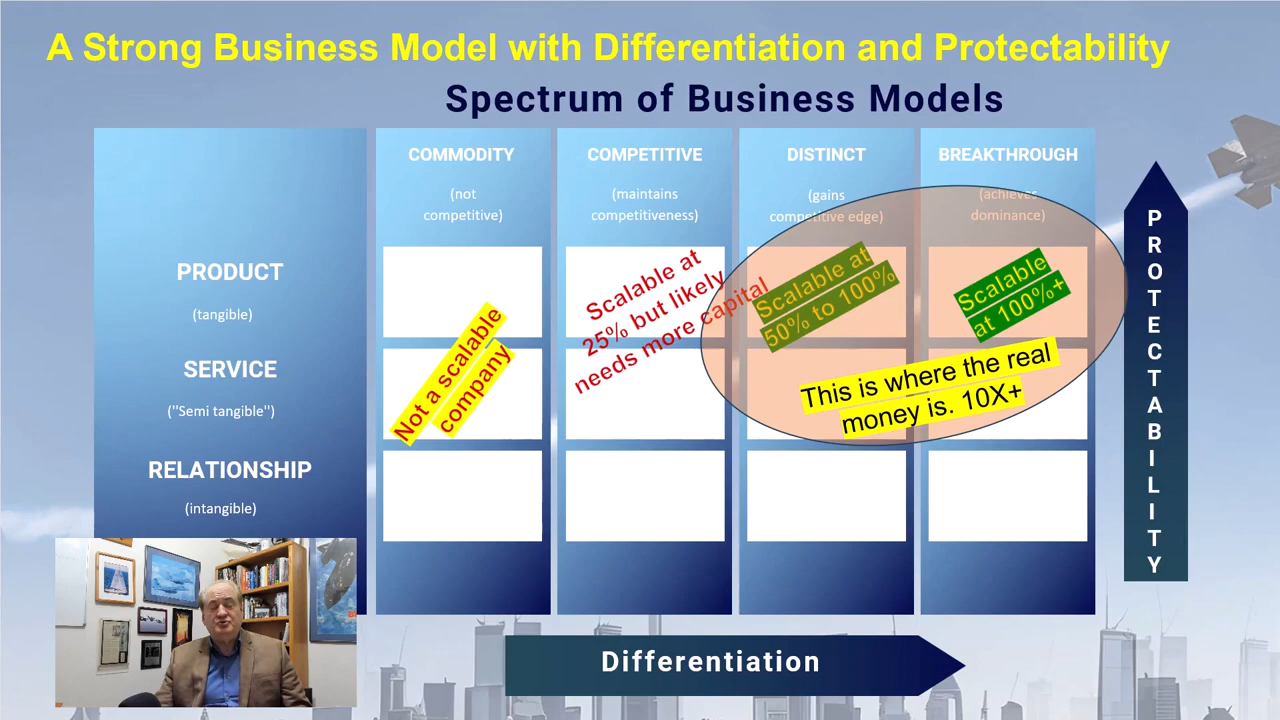 A Strong Business Model with Differentiation and Protectability
Spectrum of Business Models
COMMODITY
(not
competitive)
COMPETITIVE
(maintains
competitiveness)
DISTINCT
(gains
competitive edge)
BREAKTHROUGH
(achieves
dominance)
PRODUCT
(tangible)
SERVICE
("Semi tangible")
RELATIONSHIP
(intangible)
Not a scalable
company
Scalable at
25% but likely
needs more capital
Scalable at
50% to 100%
Scalable
at 100%+
This is where the real
money is. 10X+
PROTECTABILITY
Differentiation